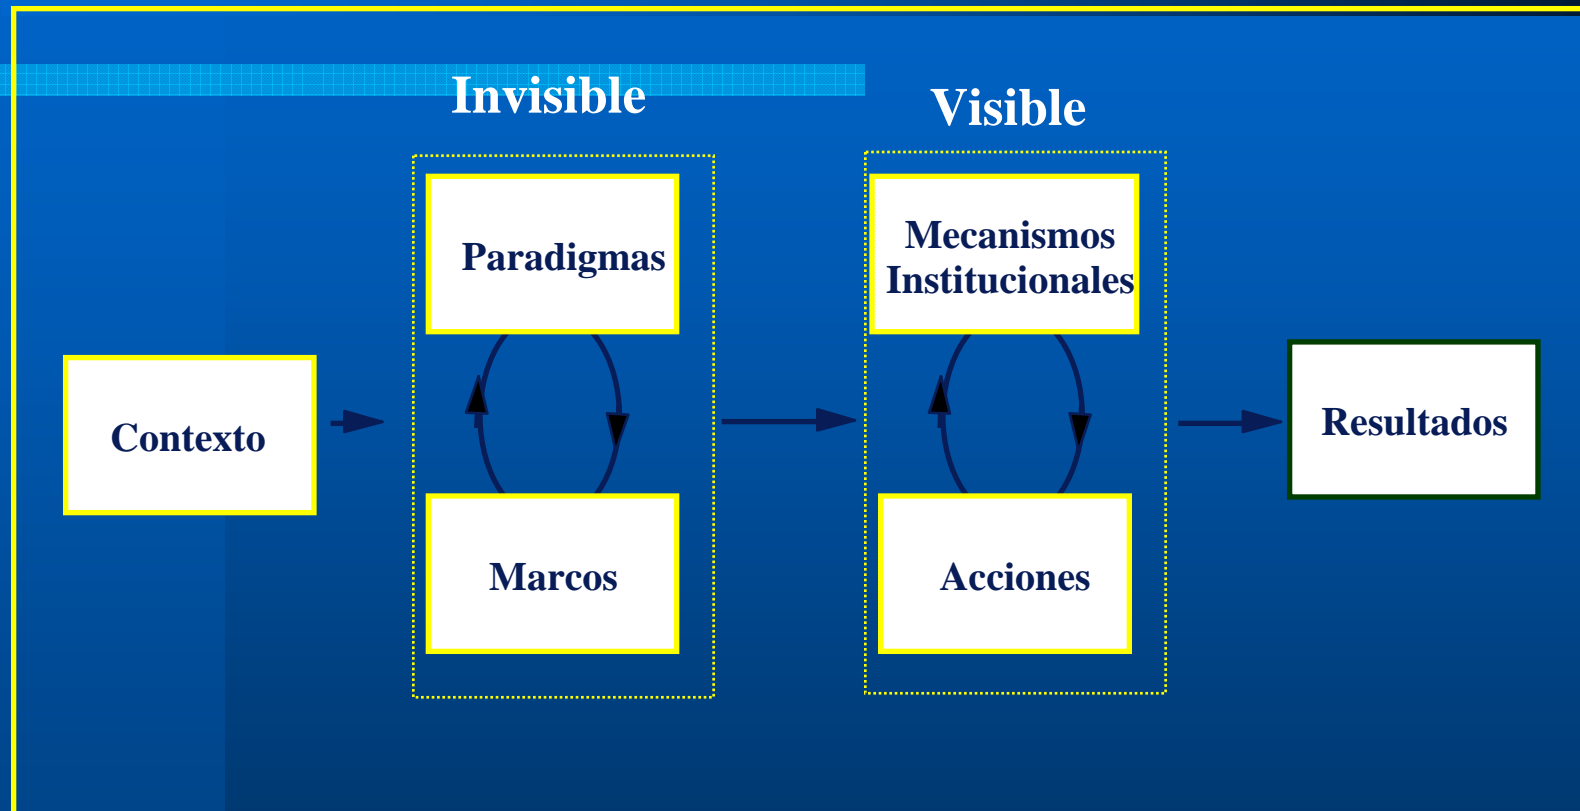 Invisible
Visible
Paradigmas
Mecanismos
Institucionales
Contexto
Resultados
Marcos
Acciones